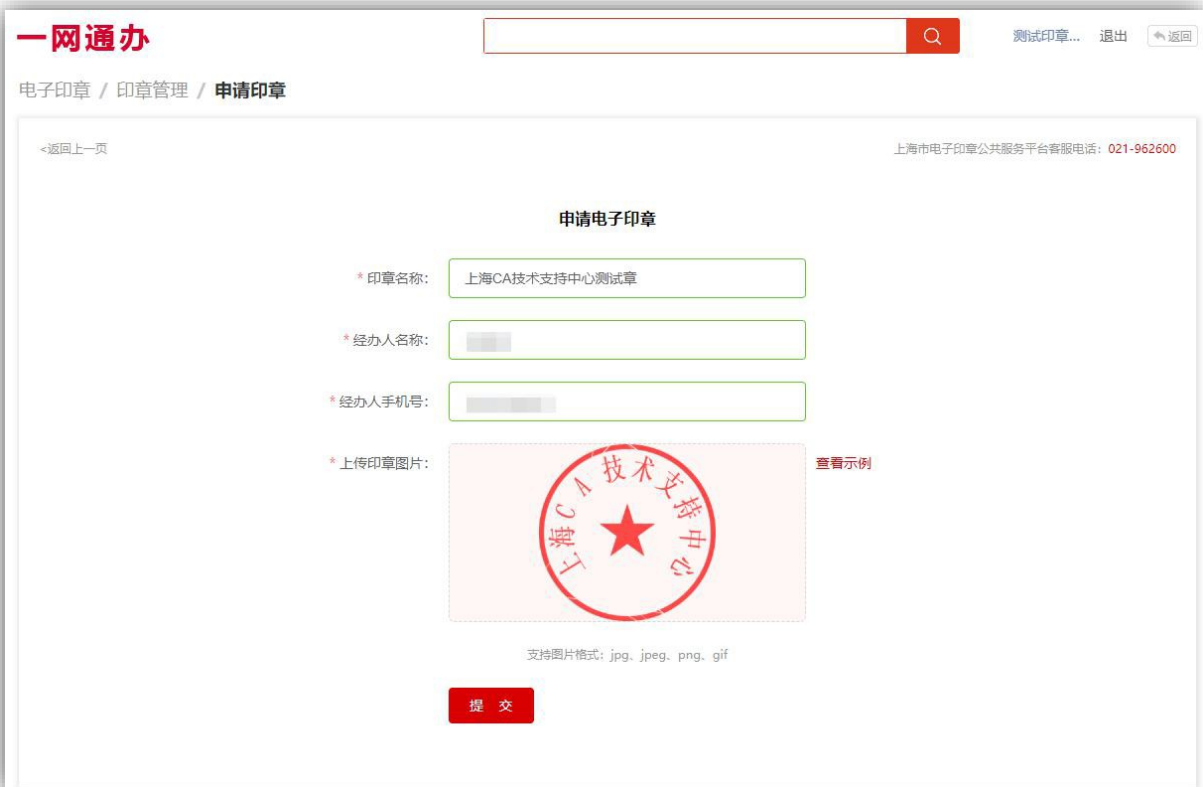 一网通办
测试印章... 退出 返回
电子印章 / 印章管理 / 申请印章
<返回上一页
上海市电子印章公共服务平台客服电话：021-962600
申请电子印章
* 印章名称：
上海CA技术支持中心测试章
* 经办人名称：
* 经办人手机号：
* 上传印章图片：
上海CA技术支持中心
查看示例
支持图片格式：jpg、jpeg、png、gif
提 交